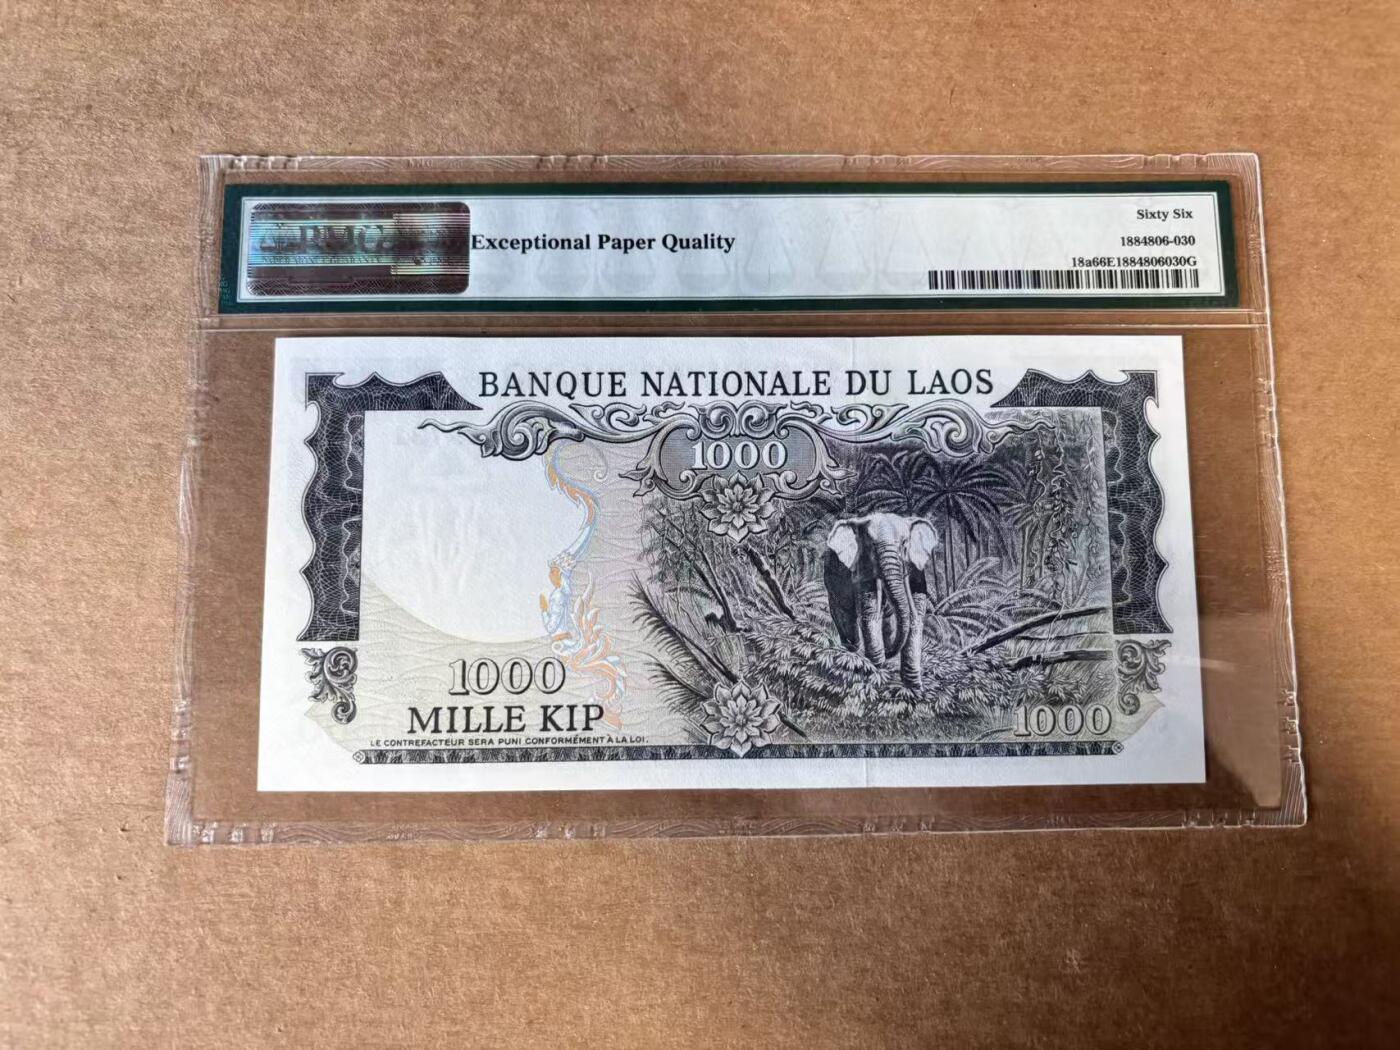 PMG
Exceptional Paper Quality
Sixty Six
1884806-030
18a66E1884806030G
BANQUE NATIONALE DU LAOS
1000
1000
MILLE KIP
LE CONTREFACTEUR SERA PUNI CONFORMÉMENT À LA LOI.
1000